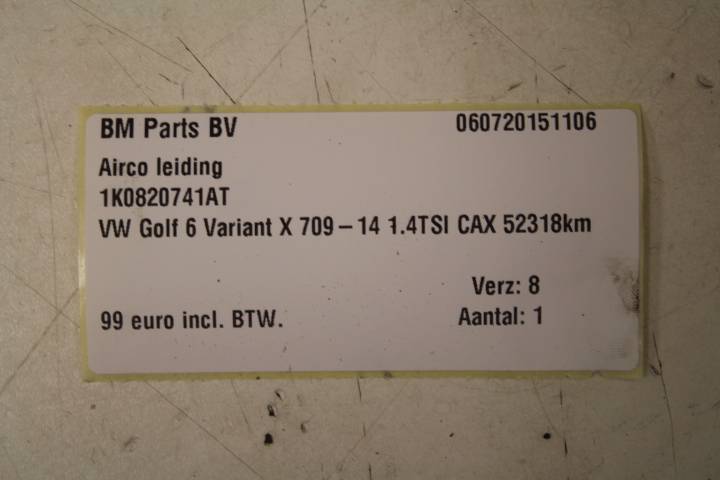 BM Parts BV 060720151106
Airco leiding
1K0820741AT
VW Golf 6 Variant X 709-14 1.4TSI CAX 52318km
Verz: 8
99 euro incl. BTW. Aantal: 1